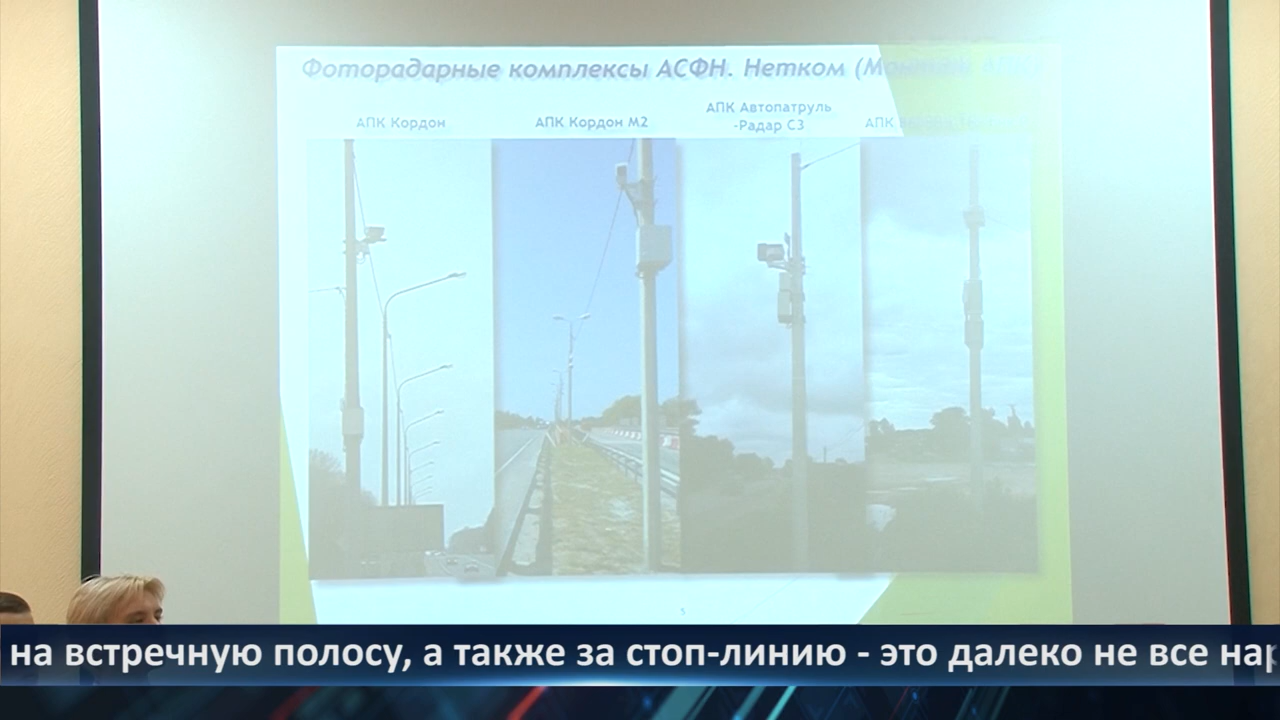 Фоторадарные комплексы АСФН. Нетком
АПК Кордон
АПК Кордон М2
АПК Автопатруль
-Радар С3
АПК
на встречную полосу, а также за стоп-линию - это далеко не все нар